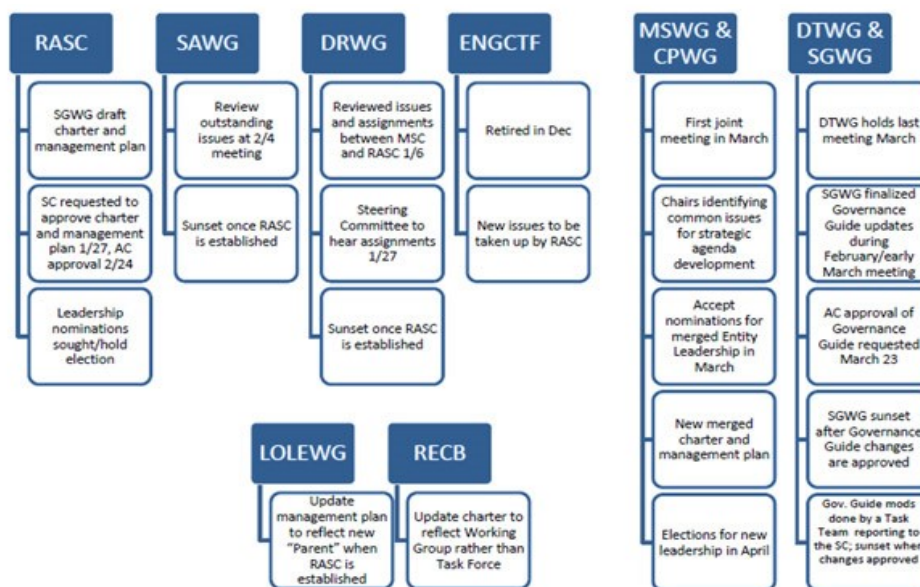 RASC
SGWG draft
charter and
management plan
SC requested to
approve charter
and management
plan 1/27, AC
approval 2/24
Leadership
nominations
sought/hold
election
SAWG
Review
outstanding
issues at 2/4
meeting
Sunset once RASC
is established
DRWG
Reviewed issues
and assignments
between MSC
and RASC 1/6
Steering
Committee to
hear assignments
1/27
Sunset once RASC
is established
ENGCTF
Retired in Dec
New issues to be
taken up by RASC
MSWG &
CPWG
First joint
meeting in March
Chairs identifying
common issues
for strategic
agenda
development
Accept
nominations for
merged Entity
Leadership in
March
New merged
charter and
management plan
Elections for new
leadership in April
DTWG &
SGWG
DTWG holds last
meeting March
SGWG finalized
Governance
Guide updates
during
February/early
March meeting
AC approval of
Governance
Guide requested
March 23
SGWG sunset
after Governance
Guide changes
are approved
Gov. Guide mods
done by a Task
Team reporting to
the SC; sunset when
changes approved
LOLEWG
Update
management plan
to reflect new
"Parent" when
RASC is
established
RECB
Update charter to
reflect Working
Group rather than
Task Force